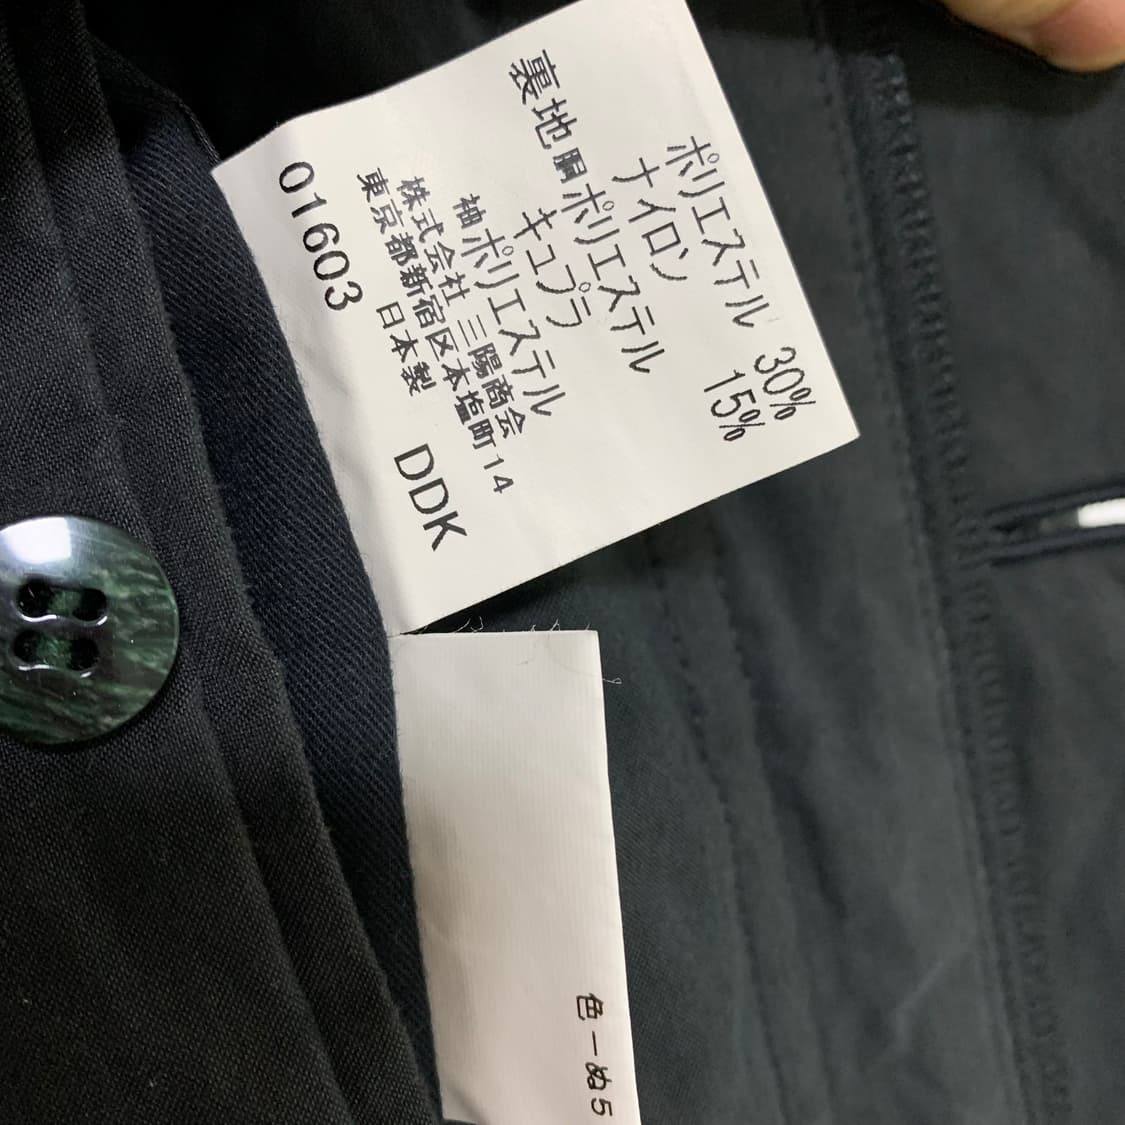 ポリエステル 30%
ナイロン 15%
裏地 胴 ポリエステル
キュプラ
袖 ポリエステル
株式会社 三陽商会
東京都新宿区本塩町14
日本製
01603 DDK
色ーぬ5